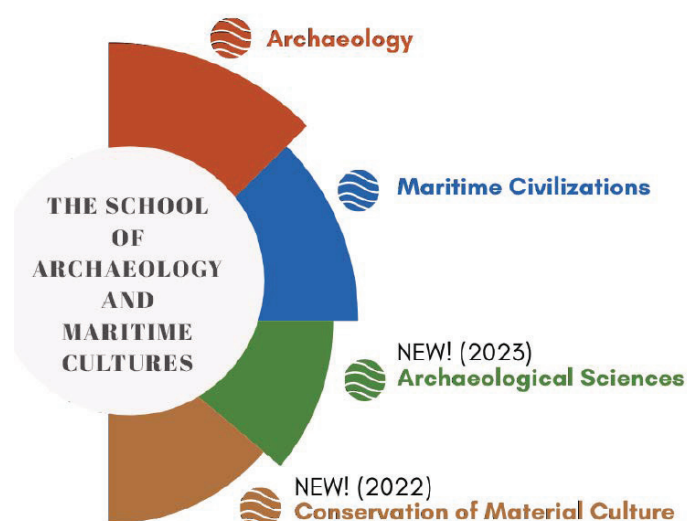 Archaeology
Maritime Civilizations
THE SCHOOL
OF
ARCHAEOLOGY
AND
MARITIME
CULTURES
NEW! (2023)
Archaeological Sciences
NEW! (2022)
Conservation of Material Culture